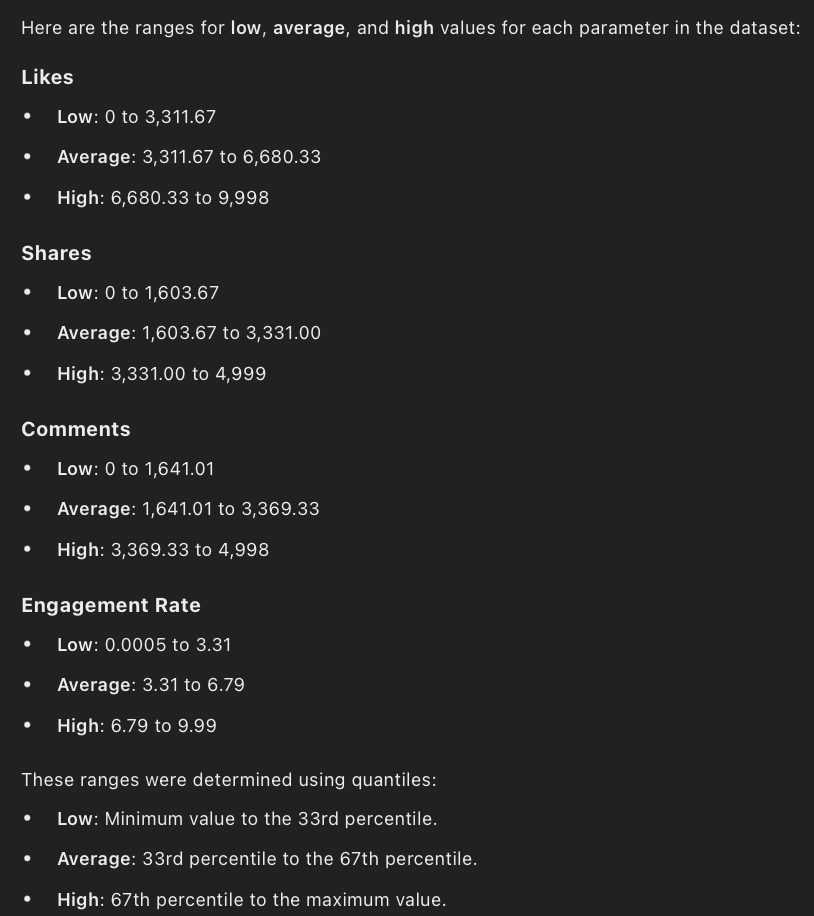 Here are the ranges for low, average, and high values for each parameter in the dataset:
Likes
• Low: 0 to 3,311.67
• Average: 3,311.67 to 6,680.33
• High: 6,680.33 to 9,998
Shares
• Low: 0 to 1,603.67
• Average: 1,603.67 to 3,331.00
• High: 3,331.00 to 4,999
Comments
• Low: 0 to 1,641.01
• Average: 1,641.01 to 3,369.33
• High: 3,369.33 to 4,998
Engagement Rate
• Low: 0.0005 to 3.31
• Average: 3.31 to 6.79
• High: 6.79 to 9.99
These ranges were determined using quantiles:
• Low: Minimum value to the 33rd percentile.
• Average: 33rd percentile to the 67th percentile.
• High: 67th percentile to the maximum value.